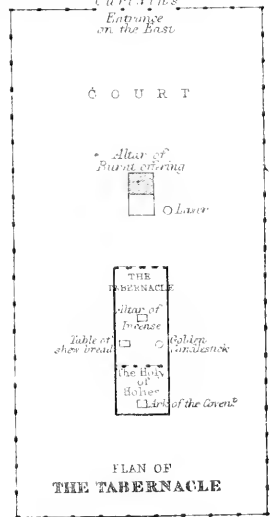 Curtains
Entrance
on the East
COURT
Altar of
Burnt offering
Laver
THE
TABERNACLE
Altar of
Incense
Table of
shew bread
Golden
Candlestick
The Holy
of
Holies
Ark of the Coven.t
PLAN OF
THE TABERNACLE